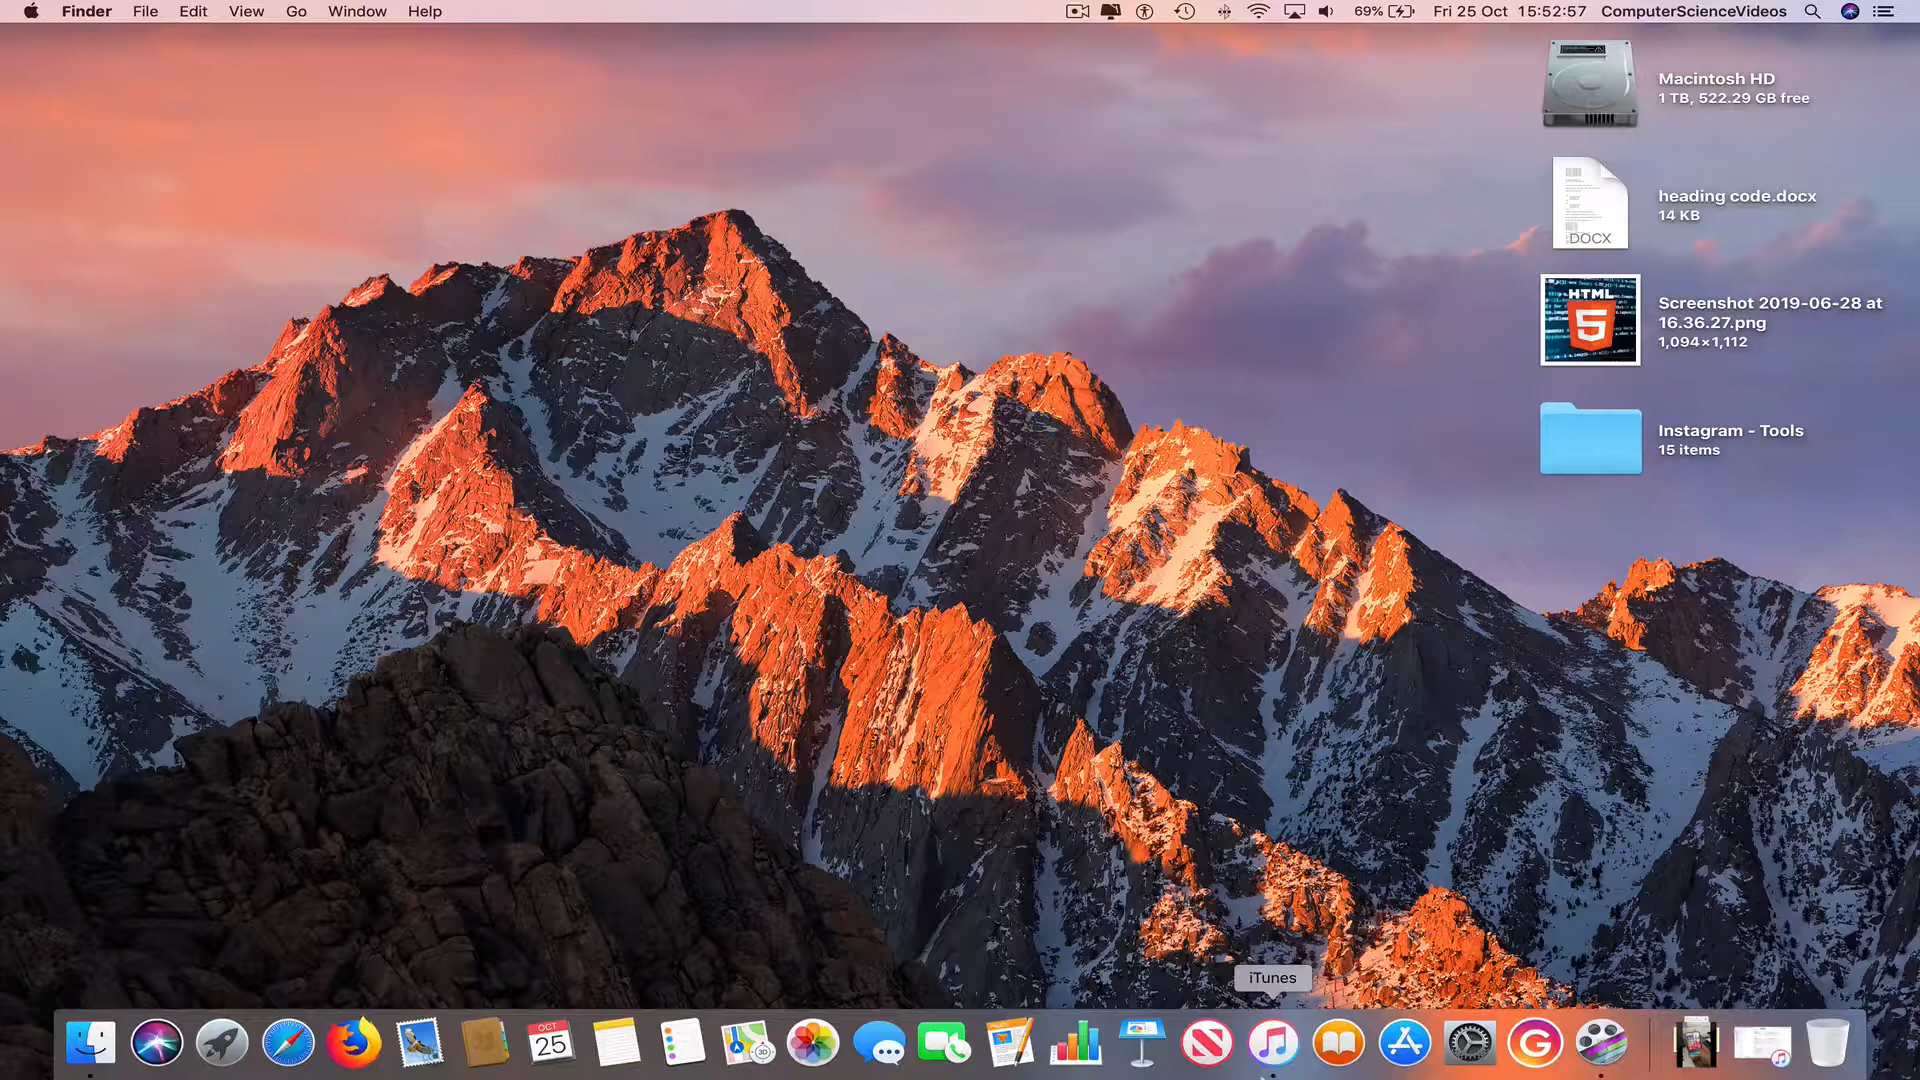 Finder File Edit View Go Window Help
69% Fri 25 Oct 15:52:57 ComputerScienceVideos
Macintosh HD
1 TB, 522.29 GB free
DOCX
heading code.docx
14 KB
HTML
5
Screenshot 2019-06-28 at
16.36.27.png
1,094×1,112
Instagram - Tools
15 items
iTunes
OCT
25
3D